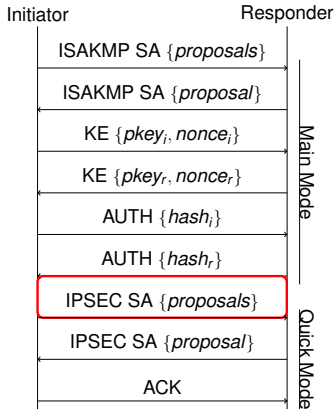 Initiator Responder
ISAKMP SA {proposals}
ISAKMP SA {proposal}
KE {pkeyᵢ, nonceᵢ}
KE {pkeyᵣ, nonceᵣ}
AUTH {hashᵢ}
AUTH {hashᵣ}
Main Mode
IPSEC SA {proposals}
IPSEC SA {proposal}
ACK
Quick Mode